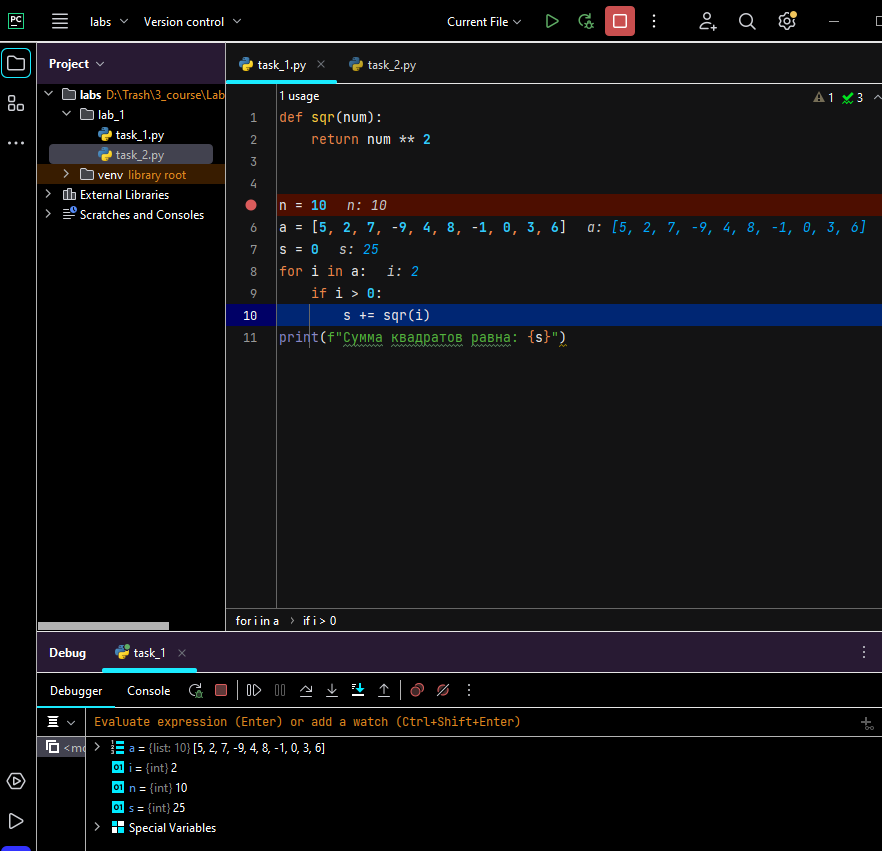 PC
labs
Version control
Current File
Project
task_1.py
task_2.py
labs D:\Trash\3_course\Lab
lab_1
task_1.py
task_2.py
venv library root
External Libraries
Scratches and Consoles
1 usage
1 3
1 def sqr(num):
2 return num ** 2
3
4
n = 10 n: 10
6 a = [5, 2, 7, -9, 4, 8, -1, 0, 3, 6] a: [5, 2, 7, -9, 4, 8, -1, 0, 3, 6]
7 s = 0 s: 25
8 for i in a: i: 2
9 if i > 0:
10 s += sqr(i)
11 print(f"Сумма квадратов равна: {s}")
for i in a › if i > 0
Debug
task_1
Debugger
Console
Evaluate expression (Enter) or add a watch (Ctrl+Shift+Enter)
<mo
a = {list: 10} [5, 2, 7, -9, 4, 8, -1, 0, 3, 6]
01 i = {int} 2
01 n = {int} 10
01 s = {int} 25
Special Variables